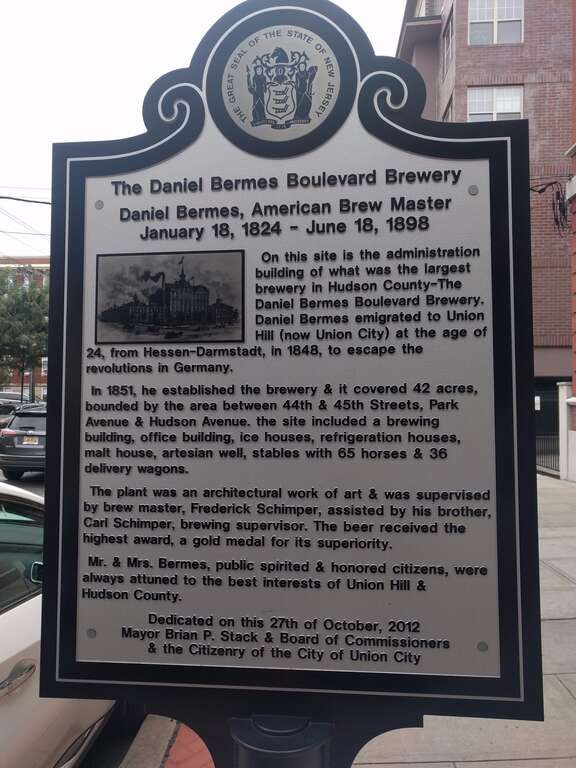 THE GREAT SEAL OF THE STATE OF NEW JERSEY
The Daniel Bermes Boulevard Brewery
Daniel Bermes, American Brew Master
January 18, 1824 - June 18, 1898
On this site is the administration
building of what was the largest
brewery in Hudson County-The
Daniel Bermes Boulevard Brewery.
Daniel Bermes emigrated to Union
Hill (now Union City) at the age of
24, from Hessen-Darmstadt, in 1848, to escape the
revolutions in Germany.
In 1851, he established the brewery & it covered 42 acres,
bounded by the area between 44th & 45th Streets, Park
Avenue & Hudson Avenue. the site included a brewing
building, office building, ice houses, refrigeration houses,
malt house, artesian well, stables with 65 horses & 36
delivery wagons.
The plant was an architectural work of art & was supervised
by brew master, Frederick Schimper, assisted by his brother,
Carl Schimper, brewing supervisor. The beer received the
highest award, a gold medal for its superiority.
Mr. & Mrs. Bermes, public spirited & honored citizens, were
always attuned to the best interests of Union Hill &
Hudson County.
Dedicated on this 27th of October, 2012
Mayor Brian P. Stack & Board of Commissioners
& the Citizenry of the City of Union City